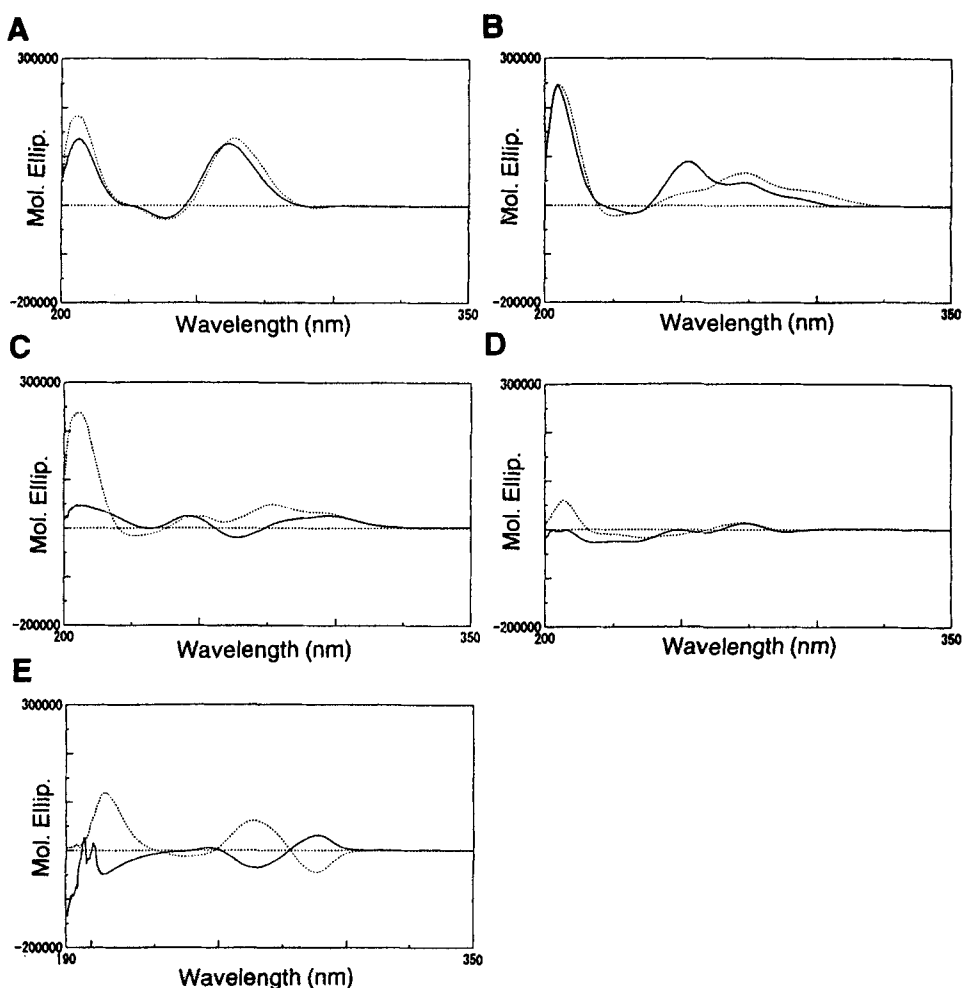 A
300000
Mol. Ellip.
-200000
200
Wavelength (nm)
350
B
300000
Mol. Ellip.
-200000
200
Wavelength (nm)
350
C
300000
Mol. Ellip.
-200000
200
Wavelength (nm)
350
D
300000
Mol. Ellip.
-200000
200
Wavelength (nm)
350
E
300000
Mol. Ellip.
-200000
190
Wavelength (nm)
350